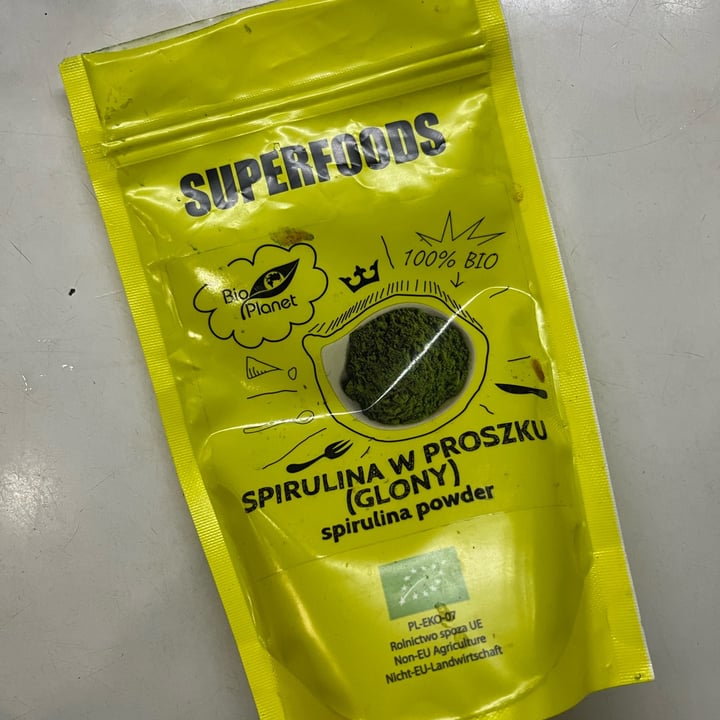 SUPERFOODS
100% BIO
Bio
Planet
SPIRULINA W PROSZKU
(GLONY)
spirulina powder
PL-EKO-07
Rolnictwo spoza UE
Non-EU Agriculture
Nicht-EU-Landwirtschaft